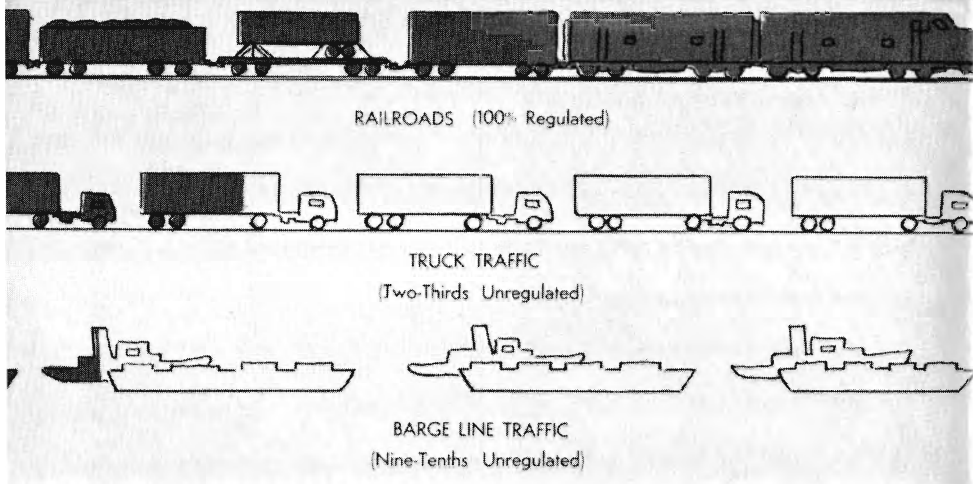 RAILROADS (100% Regulated)
TRUCK TRAFFIC
(Two-Thirds Unregulated)
BARGE LINE TRAFFIC
(Nine-Tenths Unregulated)